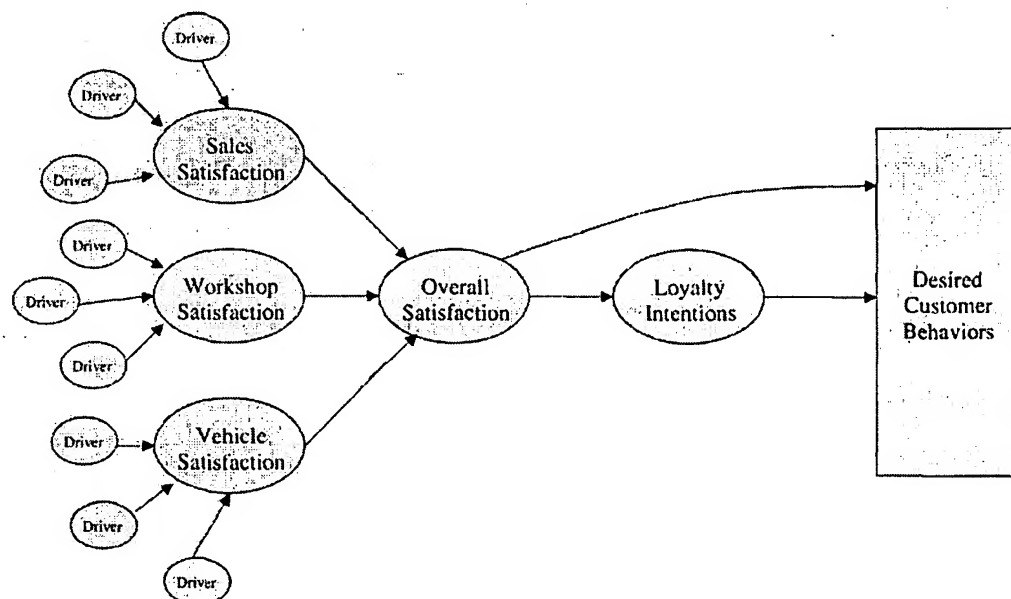 Driver
Driver
Sales
Satisfaction
Driver
Driver
Workshop
Satisfaction
Driver
Driver
Overall
Satisfaction
Loyalty
Intentions
Desired
Customer
Behaviors
Driver
Vehicle
Satisfaction
Driver
Driver